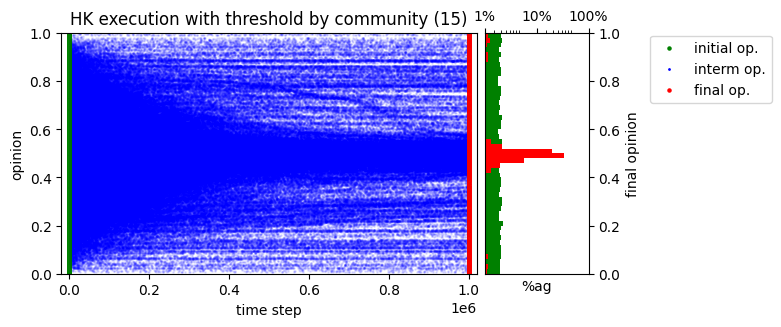 HK execution with threshold by community (15)
1% 10% 100%
1.0 1.0
0.8 0.8
0.6 0.6
0.4 0.4
0.2 0.2
0.0 0.0
opinion
final opinion
0.0 0.2 0.4 0.6 0.8 1.0
1e6
time step
%ag
initial op.
interm op.
final op.